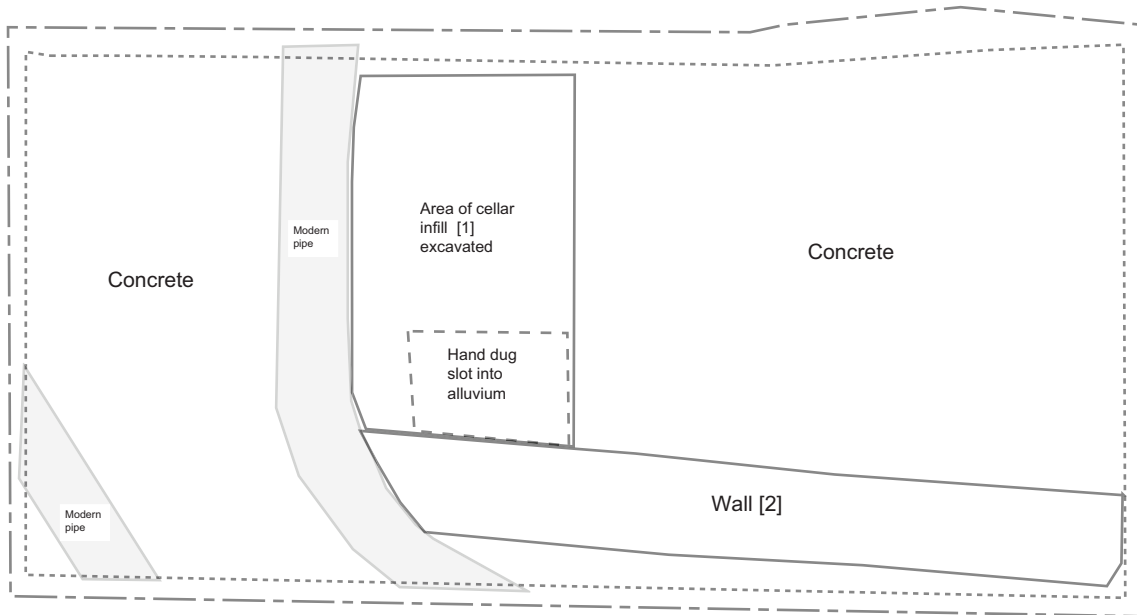 Area of cellar
infill [1]
excavated
Modern
pipe
Concrete
Concrete
Hand dug
slot into
alluvium
Wall [2]
Modern
pipe